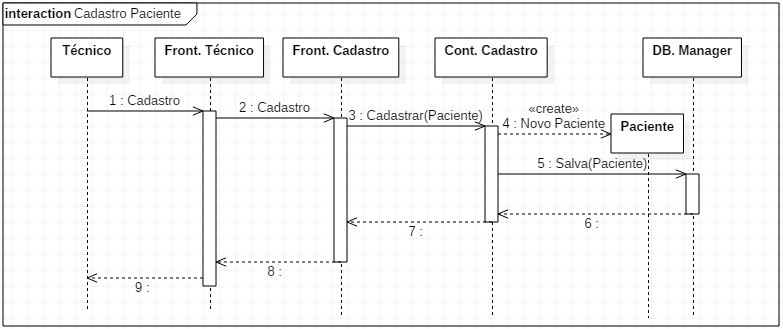 interaction Cadastro Paciente
Técnico
Front. Técnico
Front. Cadastro
Cont. Cadastro
DB. Manager
1 : Cadastro
2 : Cadastro
3 : Cadastrar(Paciente)
«create»
4 : Novo Paciente
Paciente
5 : Salva(Paciente)
6 :
7 :
8 :
9 :